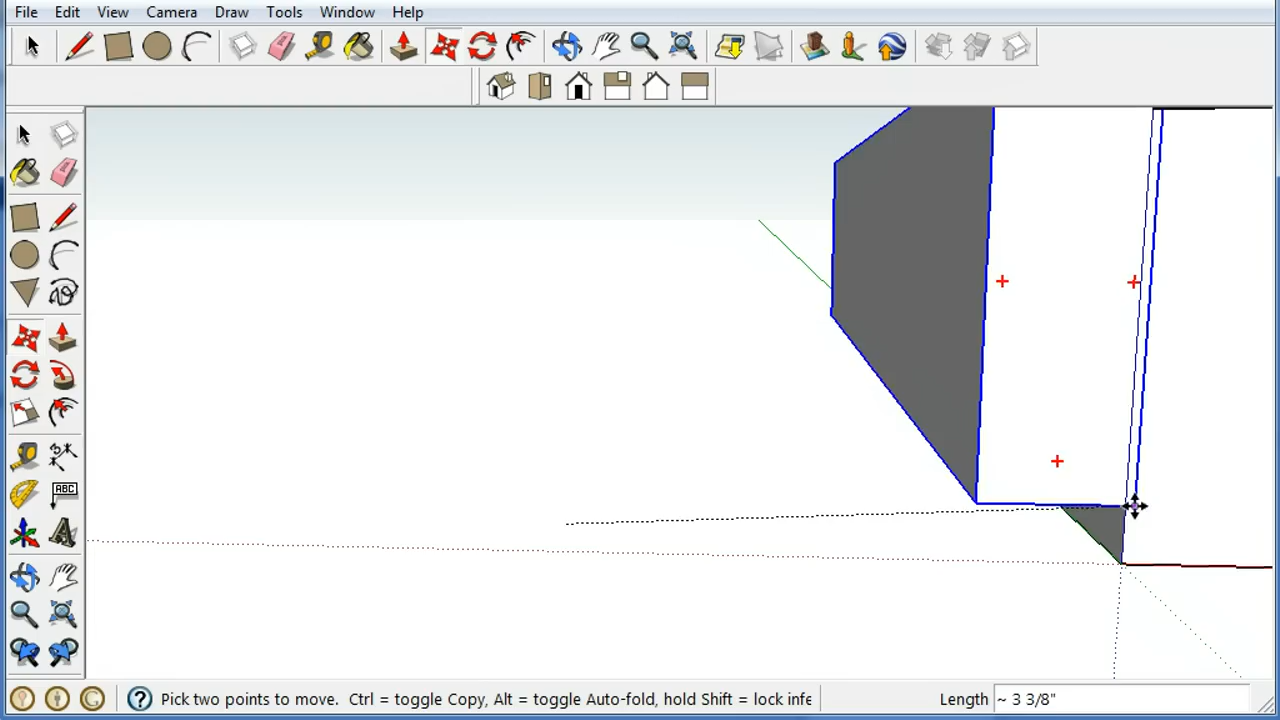 File Edit View Camera Draw Tools Window Help
ABC
A
Pick two points to move. Ctrl = toggle Copy, Alt = toggle Auto-fold, hold Shift = lock infe
Length ~ 3 3/8"